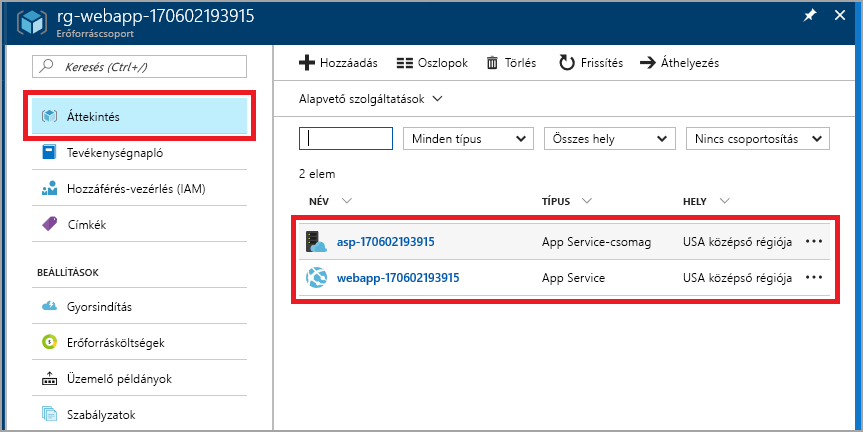 rg-webapp-170602193915
Erőforráscsoport
Keresés (Ctrl+/)
Áttekintés
Tevékenységnapló
Hozzáférés-vezérlés (IAM)
Címkék
BEÁLLÍTÁSOK
Gyorsindítás
Erőforrásköltségek
Üzemelő példányok
Szabályzatok
Hozzáadás Oszlopok Törlés Frissítés Áthelyezés
Alapvető szolgáltatások
Minden típus Összes hely Nincs csoportosítás
2 elem
NÉV TÍPUS HELY
asp-170602193915 App Service-csomag USA középső régiója
webapp-170602193915 App Service USA középső régiója